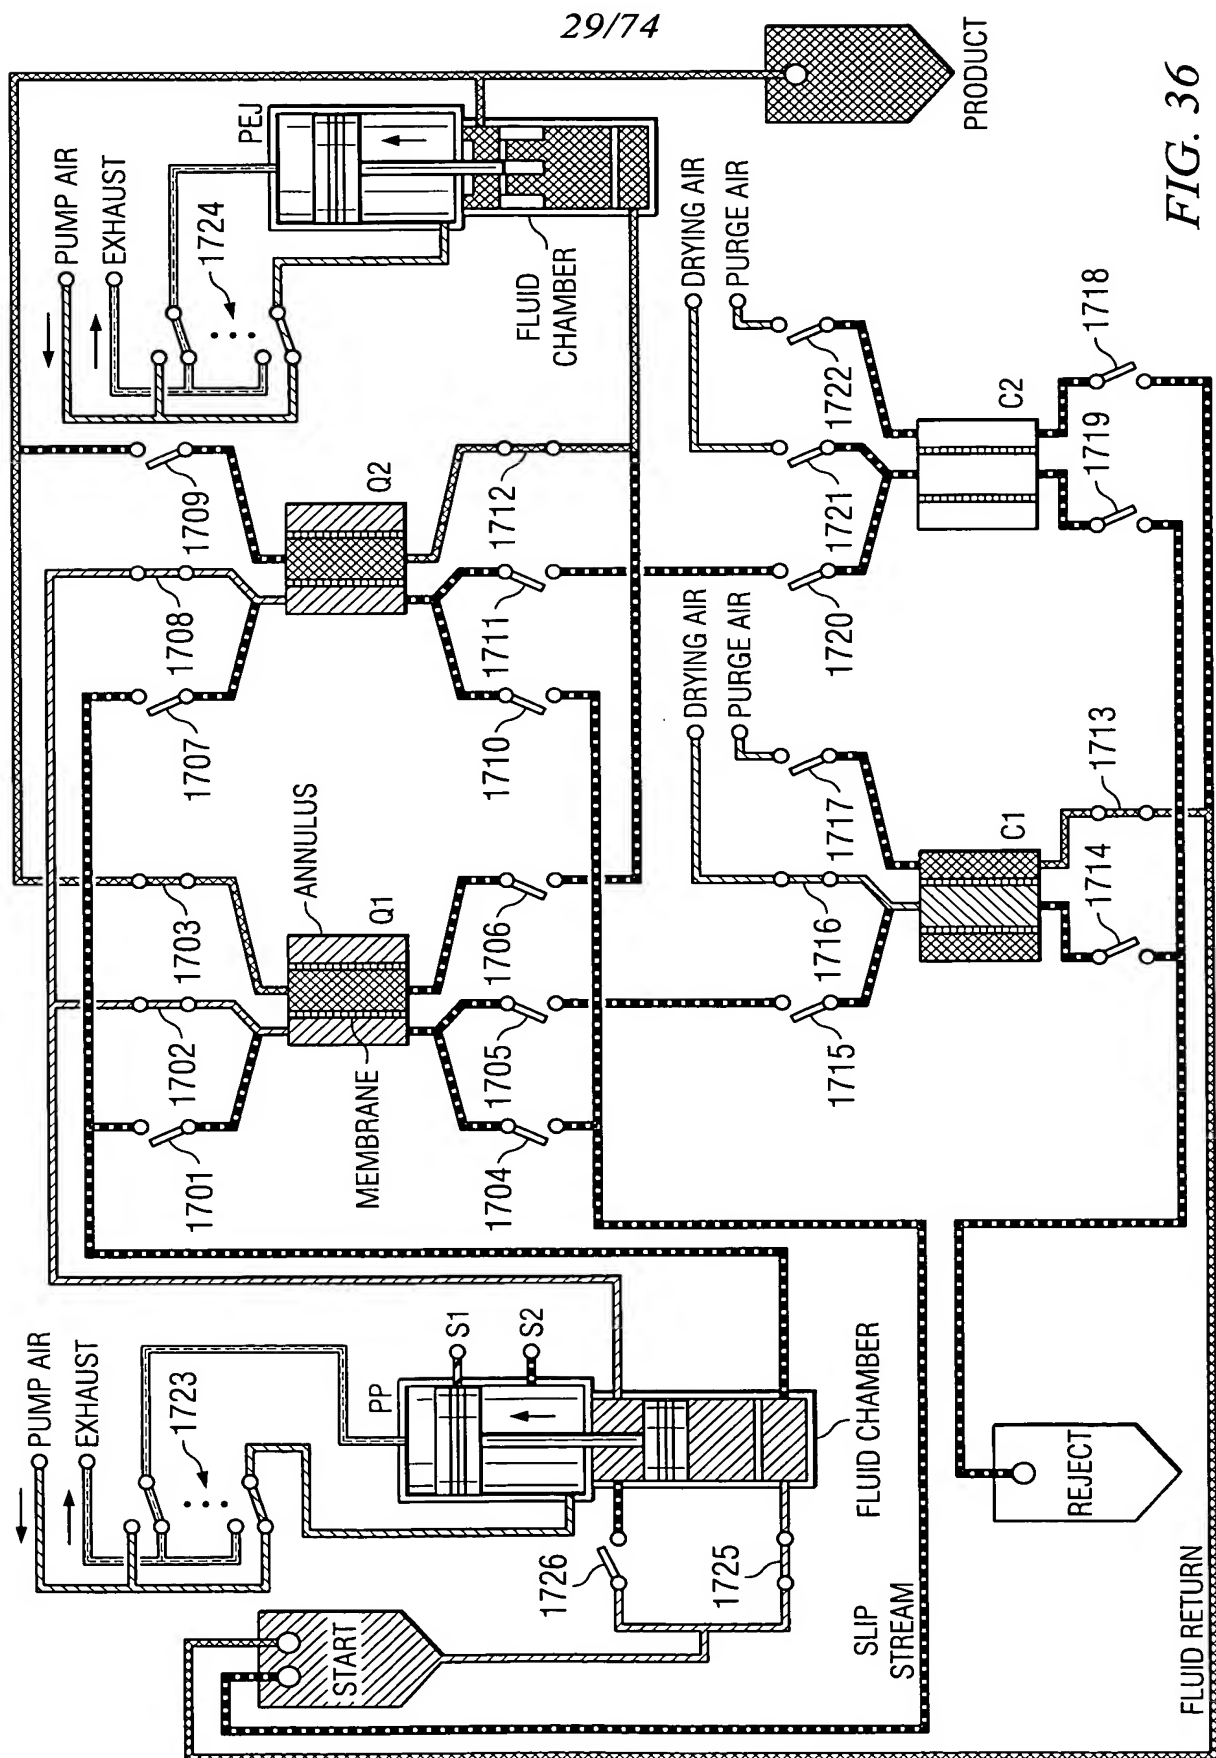 29/74
PUMP AIR
EXHAUST
1724
PEJ
FLUID
CHAMBER
PRODUCT
FIG. 36
1709
1708
1707
Q2
1712
1711
1710
1703
1702
1701
ANNULUS
Q1
MEMBRANE
1706
1705
1704
DRYING AIR
PURGE AIR
1722
1721
1720
C2
1718
1719
DRYING AIR
PURGE AIR
1717
1716
1715
C1
1713
1714
PUMP AIR
EXHAUST
1723
PP
S1
S2
FLUID CHAMBER
1726
1725
START
SLIP
STREAM
REJECT
FLUID RETURN